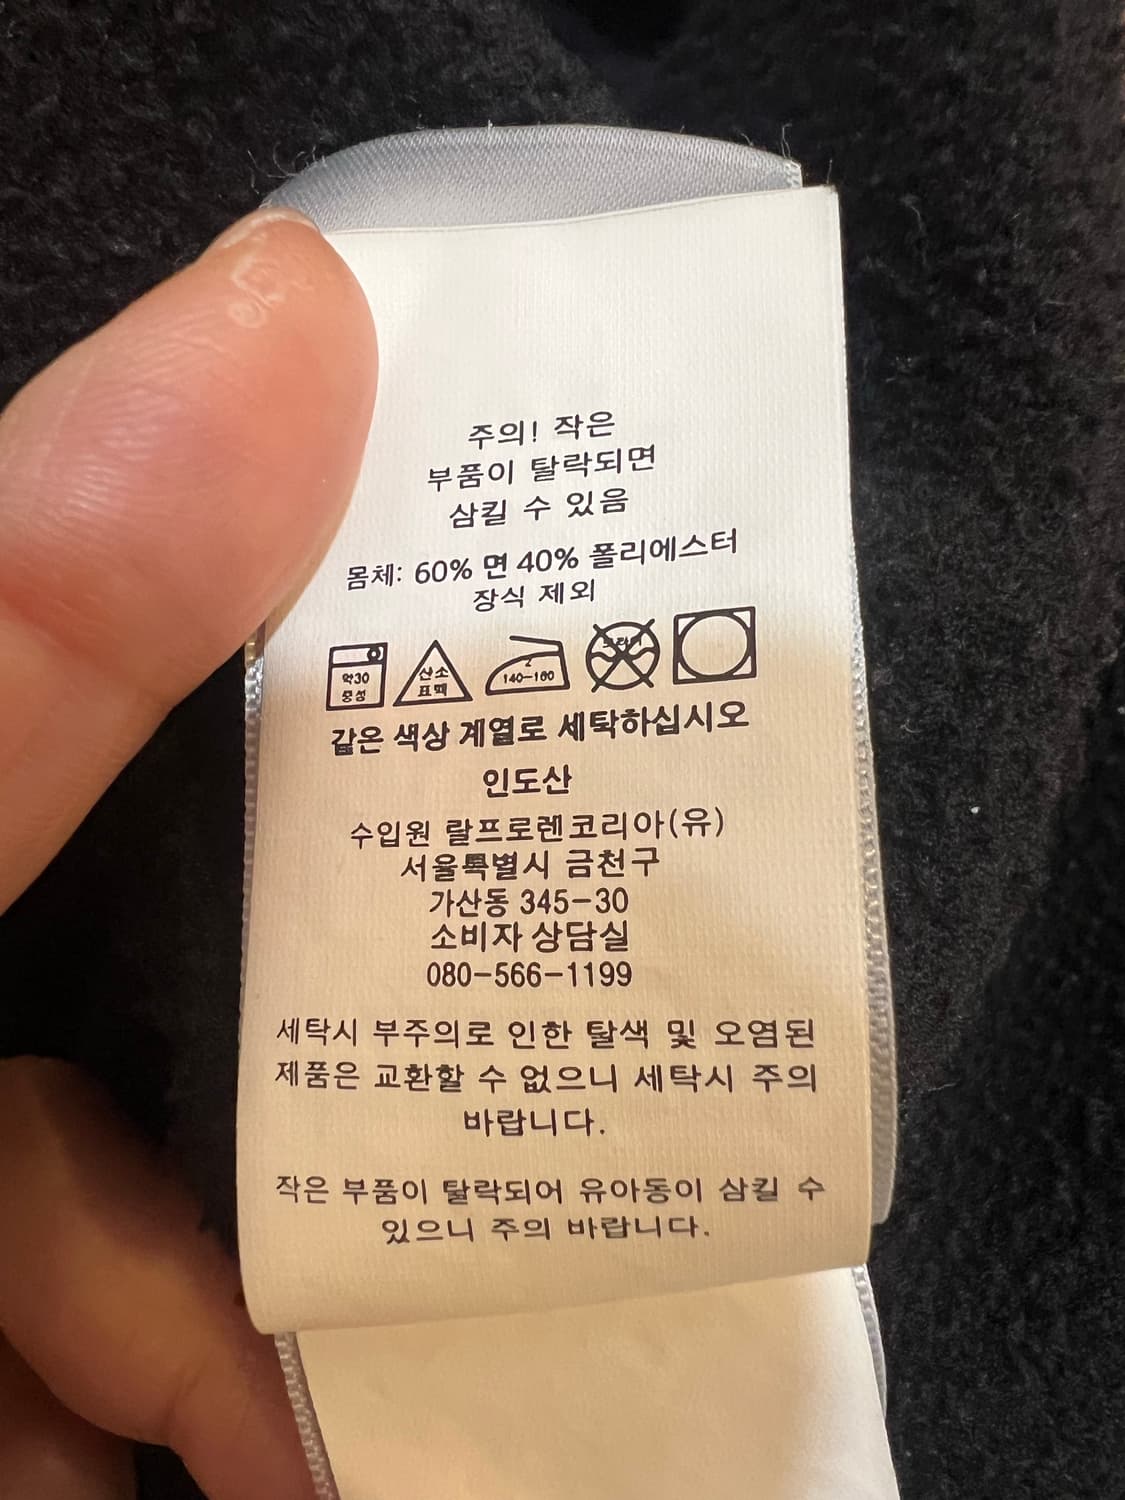 주의! 작은
부품이 탈락되면
삼킬 수 있음
몸체: 60% 면 40% 폴리에스터
장식 제외
약30
중성
산소
표백
2
140-160
드라이
같은 색상 계열로 세탁하십시오
인도산
수입원 랄프로렌코리아(유)
서울특별시 금천구
가산동 345-30
소비자 상담실
080-566-1199
세탁시 부주의로 인한 탈색 및 오염된
제품은 교환할 수 없으니 세탁시 주의
바랍니다.
작은 부품이 탈락되어 유아동이 삼킬 수
있으니 주의 바랍니다.